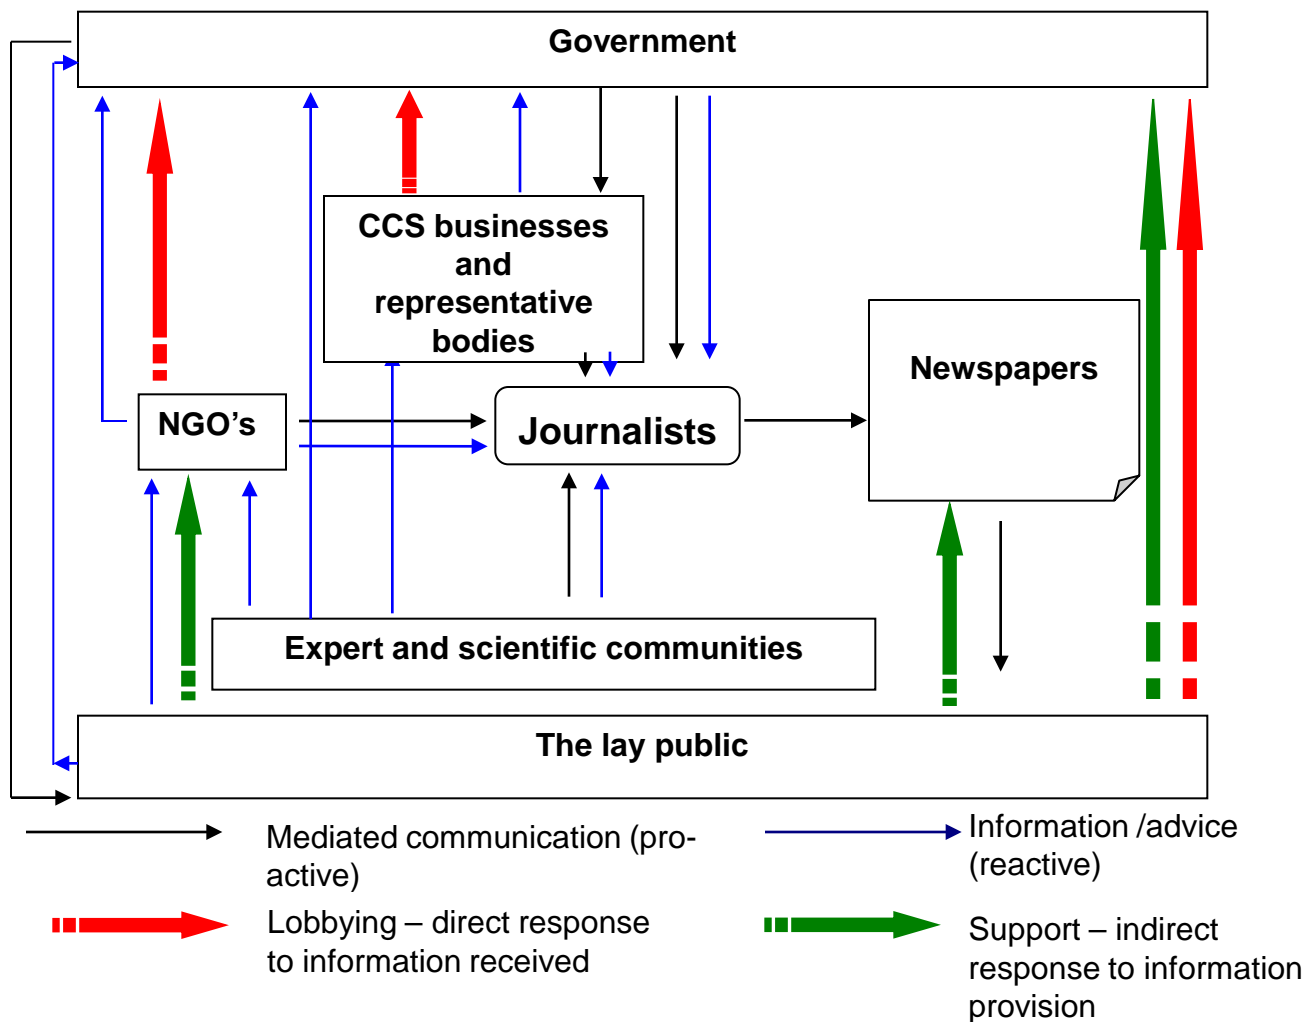 Government
CCS businesses
and
representative
bodies
Newspapers
NGO’s
Journalists
Expert and scientific communities
The lay public
Mediated communication (pro-
active)
Information /advice
(reactive)
Lobbying – direct response
to information received
Support – indirect
response to information
provision